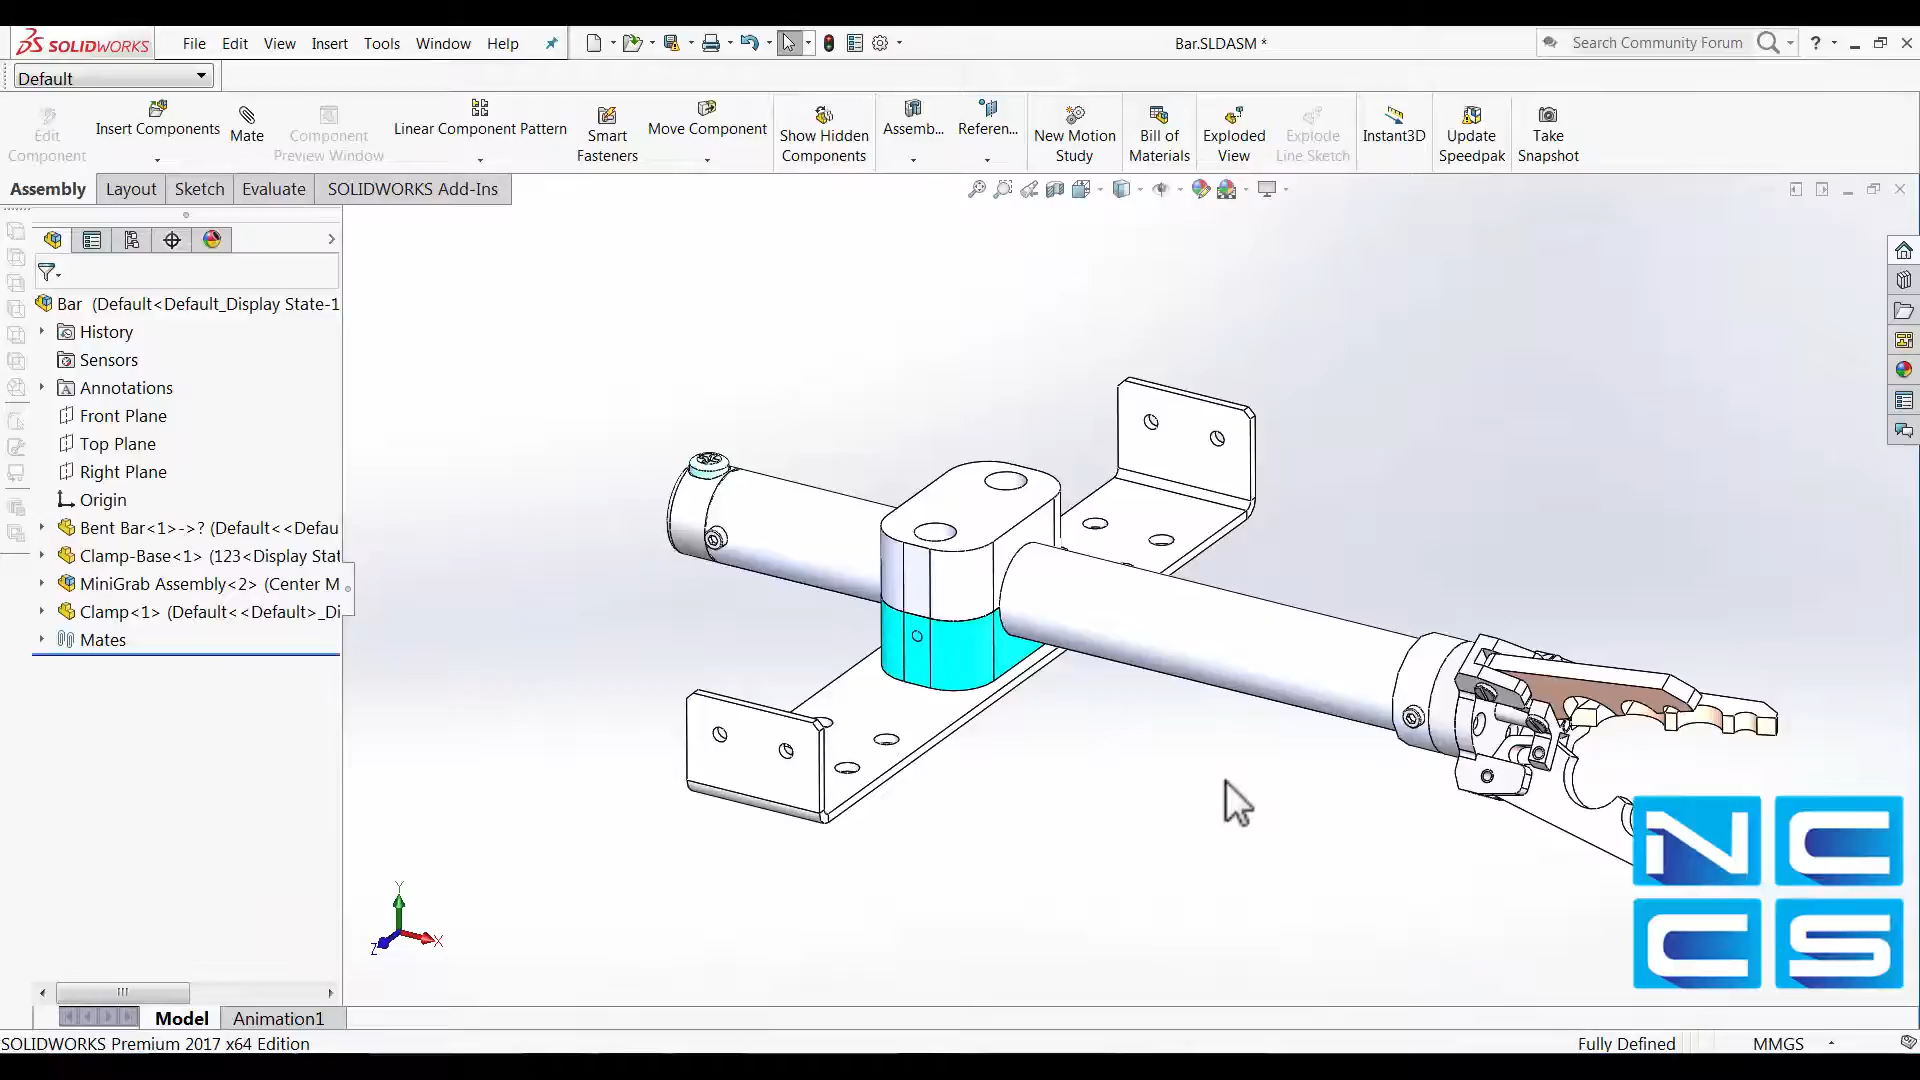 SOLIDWORKS File Edit View Insert Tools Window Help Bar.SLDASM * Search Community Forum ?
Default
Edit Component
Insert Components
Mate
Component Preview Window
Linear Component Pattern
Smart Fasteners
Move Component
Show Hidden Components
Assemb...
Referen...
New Motion Study
Bill of Materials
Exploded View
Explode Line Sketch
Instant3D
Update Speedpak
Take Snapshot
Assembly Layout Sketch Evaluate SOLIDWORKS Add-Ins
Bar (Default<Default_Display State-1
History
Sensors
Annotations
Front Plane
Top Plane
Right Plane
Origin
Bent Bar<1>->? (Default<<Defau
Clamp-Base<1> (123<Display Stat
MiniGrab Assembly<2> (Center M
Clamp<1> (Default<<Default>_Di
Mates
Y
X
Z
NC
CS
Model Animation1
SOLIDWORKS Premium 2017 x64 Edition Fully Defined MMGS